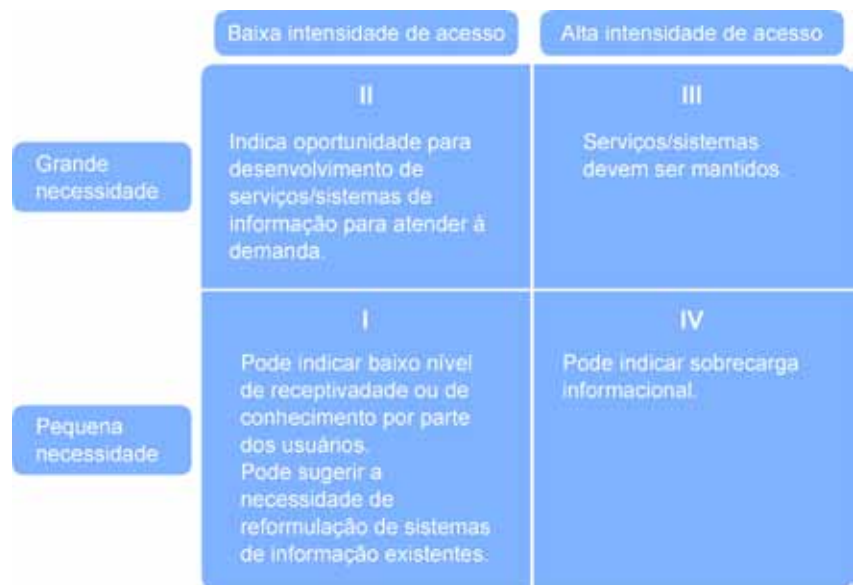 Baixa intensidade de acesso
Alta intensidade de acesso
Grande
necessidade
II
Indica oportunidade para
desenvolvimento de
serviços/sistemas de
informação para atender à
demanda.
III
Serviços/sistemas
devem ser mantidos.
Pequena
necessidade
I
Pode indicar baixo nível
de receptivadade ou de
conhecimento por parte
dos usuários.
Pode sugerir a
necessidade de
reformulação de sistemas
de informação existentes.
IV
Pode indicar sobrecarga
informacional.